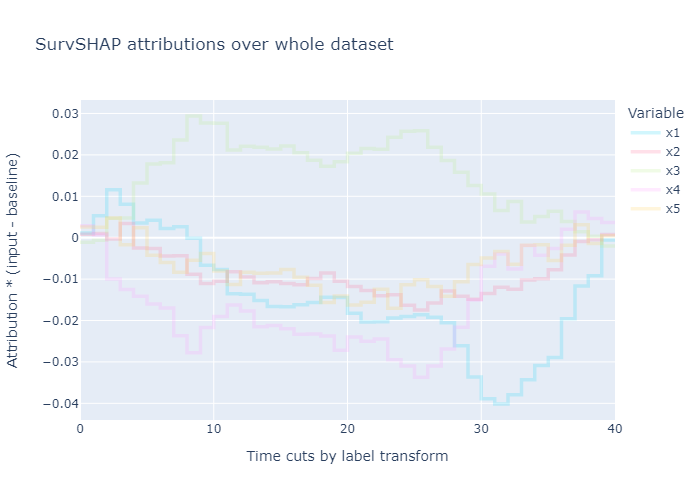 SurvSHAP attributions over whole dataset
Variable
x1
x2
x3
x4
x5
Attribution * (input - baseline)
0.03
0.02
0.01
0
−0.01
−0.02
−0.03
−0.04
0 10 20 30 40
Time cuts by label transform